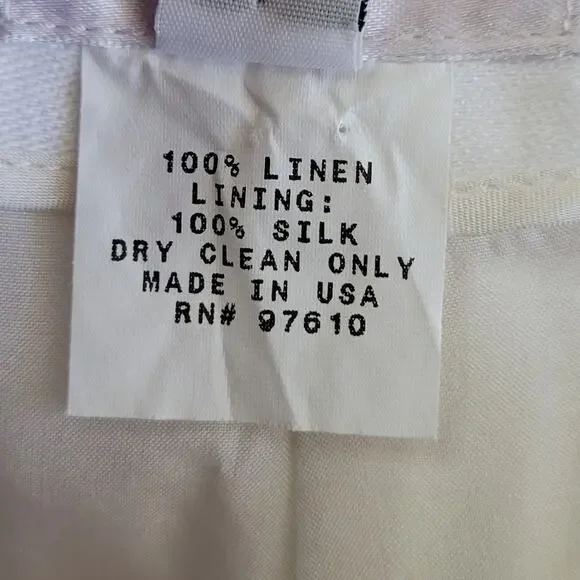 100% LINEN
LINING:
100% SILK
DRY CLEAN ONLY
MADE IN USA
RN# 97610